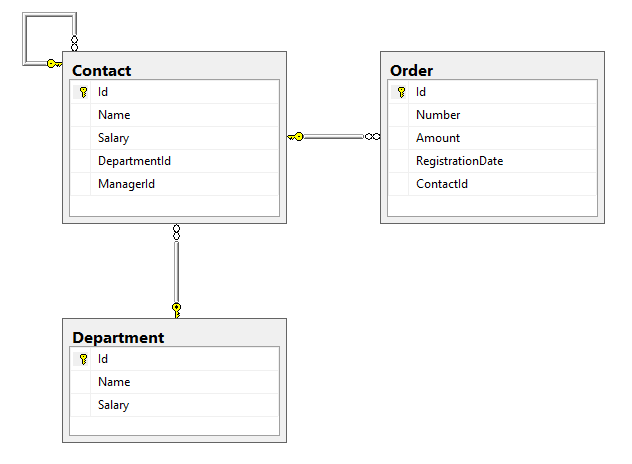 Contact
Id
Name
Salary
DepartmentId
ManagerId
Order
Id
Number
Amount
RegistrationDate
ContactId
Department
Id
Name
Salary